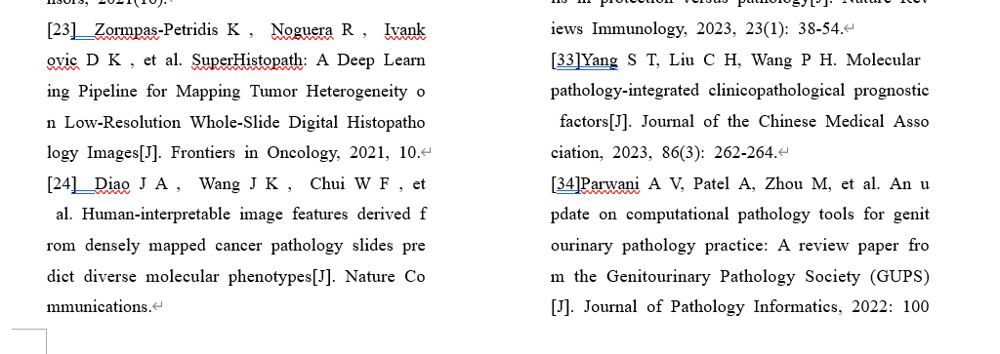 [23] Zormpas-Petridis K , Noguera R , Ivank
ovic D K , et al. SuperHistopath: A Deep Learn
ing Pipeline for Mapping Tumor Heterogeneity o
n Low-Resolution Whole-Slide Digital Histopatho
logy Images[J]. Frontiers in Oncology, 2021, 10.
[24] Diao J A , Wang J K , Chui W F , et
al. Human-interpretable image features derived f
rom densely mapped cancer pathology slides pre
dict diverse molecular phenotypes[J]. Nature Co
mmunications.
iews Immunology, 2023, 23(1): 38-54.
[33]Yang S T, Liu C H, Wang P H. Molecular
pathology-integrated clinicopathological prognostic
factors[J]. Journal of the Chinese Medical Asso
ciation, 2023, 86(3): 262-264.
[34]Parwani A V, Patel A, Zhou M, et al. An u
pdate on computational pathology tools for genit
ourinary pathology practice: A review paper fro
m the Genitourinary Pathology Society (GUPS)
[J]. Journal of Pathology Informatics, 2022: 100